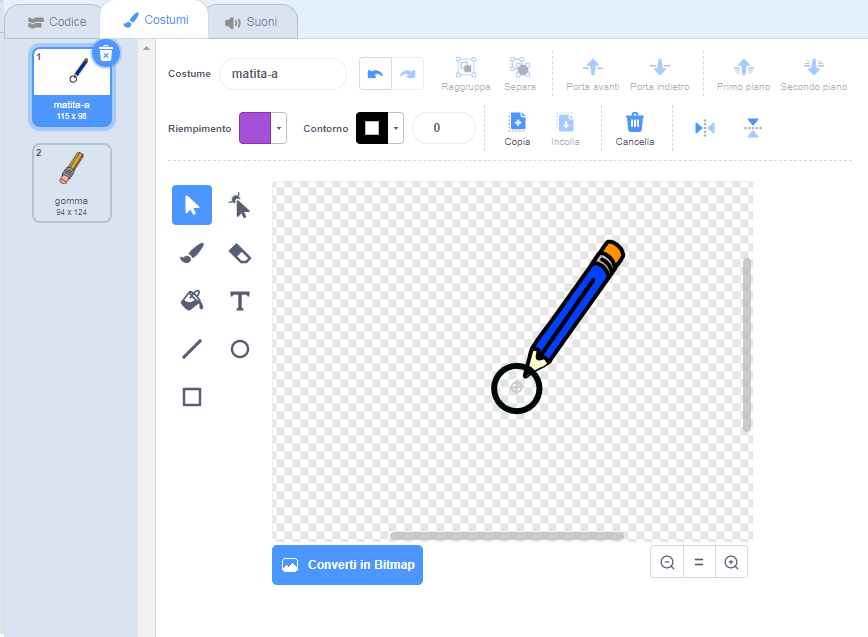 Codice
Costumi
Suoni
1
matita-a
115 x 98
2
gomma
94 x 124
Costume
matita-a
Raggruppa
Separa
Porta avanti
Porta indietro
Primo piano
Secondo piano
Riempimento
Contorno
0
Copia
Incolla
Cancella
T
Converti in Bitmap